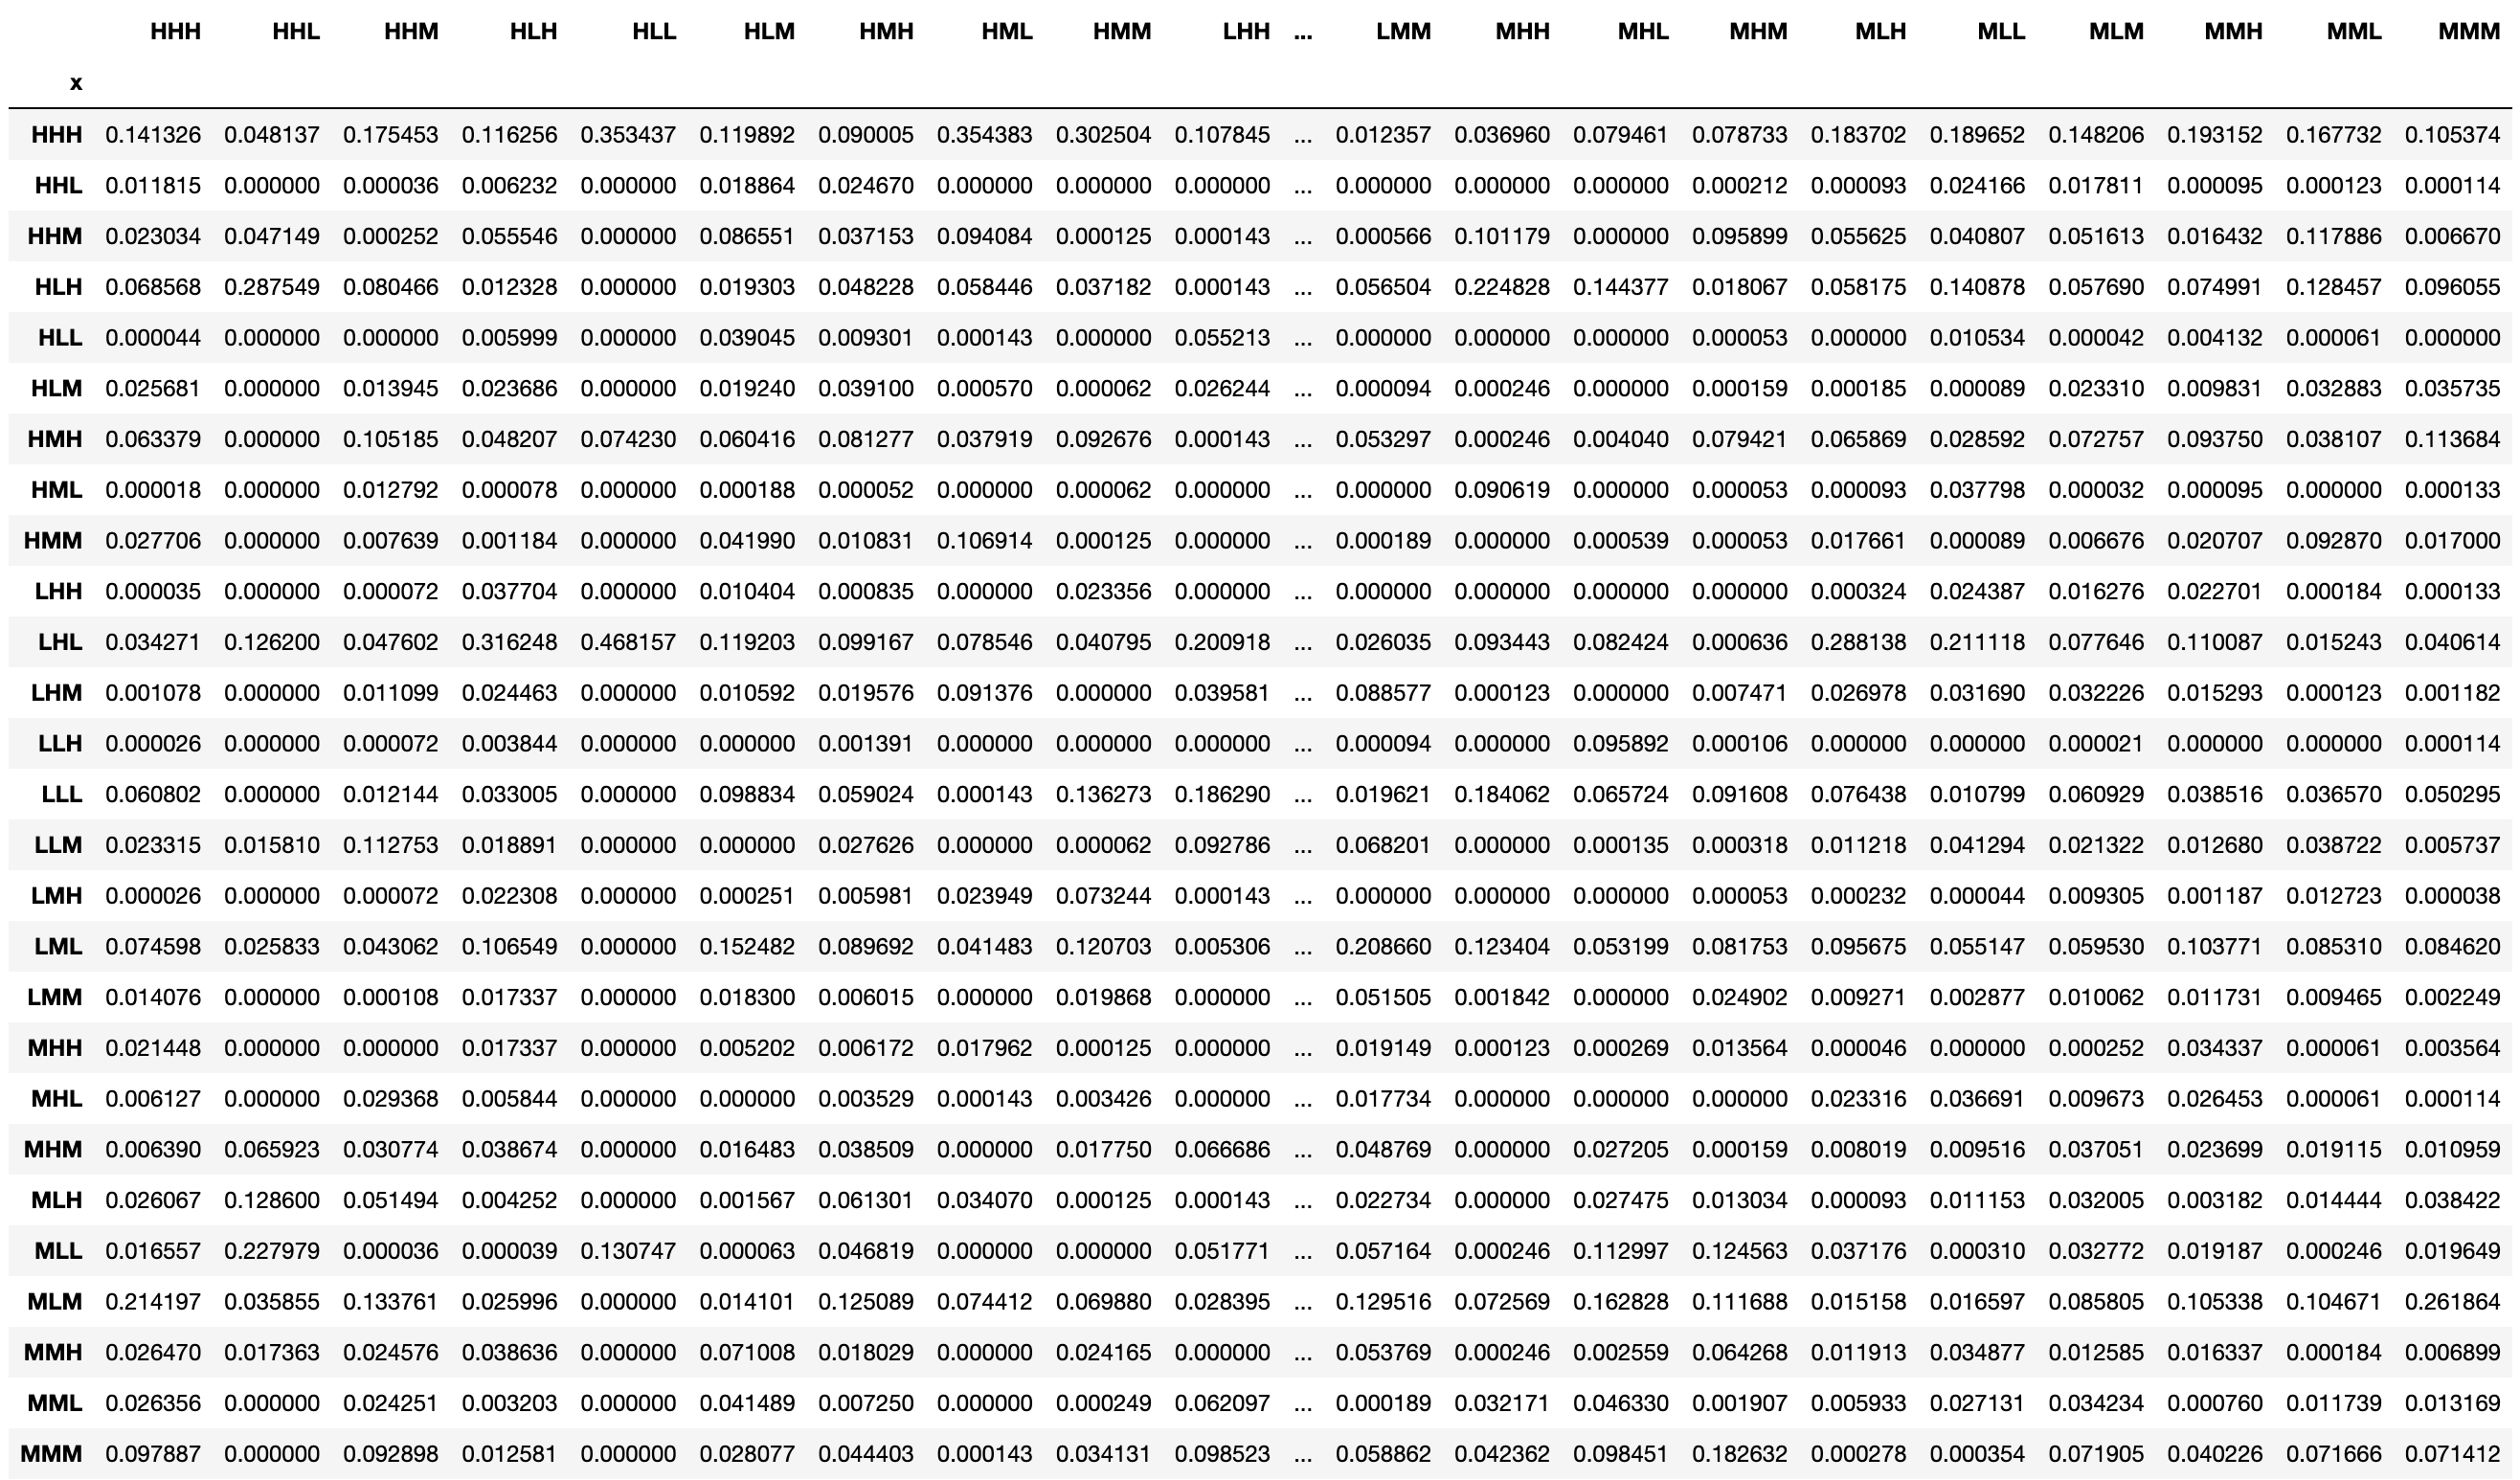 HHH HHL HHM HLH HLL HLM HMH HML HMM LHH ... LMM MHH MHL MHM MLH MLL MLM MMH MML MMM
x
HHH 0.141326 0.048137 0.175453 0.116256 0.353437 0.119892 0.090005 0.354383 0.302504 0.107845 ... 0.012357 0.036960 0.079461 0.078733 0.183702 0.189652 0.148206 0.193152 0.167732 0.105374
HHL 0.011815 0.000000 0.000036 0.006232 0.000000 0.018864 0.024670 0.000000 0.000000 0.000000 ... 0.000000 0.000000 0.000000 0.000212 0.000093 0.024166 0.017811 0.000095 0.000123 0.000114
HHM 0.023034 0.047149 0.000252 0.055546 0.000000 0.086551 0.037153 0.094084 0.000125 0.000143 ... 0.000566 0.101179 0.000000 0.095899 0.055625 0.040807 0.051613 0.016432 0.117886 0.006670
HLH 0.068568 0.287549 0.080466 0.012328 0.000000 0.019303 0.048228 0.058446 0.037182 0.000143 ... 0.056504 0.224828 0.144377 0.018067 0.058175 0.140878 0.057690 0.074991 0.128457 0.096055
HLL 0.000044 0.000000 0.000000 0.005999 0.000000 0.039045 0.009301 0.000143 0.000000 0.055213 ... 0.000000 0.000000 0.000000 0.000053 0.000000 0.010534 0.000042 0.004132 0.000061 0.000000
HLM 0.025681 0.000000 0.013945 0.023686 0.000000 0.019240 0.039100 0.000570 0.000062 0.026244 ... 0.000094 0.000246 0.000000 0.000159 0.000185 0.000089 0.023310 0.009831 0.032883 0.035735
HMH 0.063379 0.000000 0.105185 0.048207 0.074230 0.060416 0.081277 0.037919 0.092676 0.000143 ... 0.053297 0.000246 0.004040 0.079421 0.065869 0.028592 0.072757 0.093750 0.038107 0.113684
HML 0.000018 0.000000 0.012792 0.000078 0.000000 0.000188 0.000052 0.000000 0.000062 0.000000 ... 0.000000 0.090619 0.000000 0.000053 0.000093 0.037798 0.000032 0.000095 0.000000 0.000133
HMM 0.027706 0.000000 0.007639 0.001184 0.000000 0.041990 0.010831 0.106914 0.000125 0.000000 ... 0.000189 0.000000 0.000539 0.000053 0.017661 0.000089 0.006676 0.020707 0.092870 0.017000
LHH 0.000035 0.000000 0.000072 0.037704 0.000000 0.010404 0.000835 0.000000 0.023356 0.000000 ... 0.000000 0.000000 0.000000 0.000000 0.000324 0.024387 0.016276 0.022701 0.000184 0.000133
LHL 0.034271 0.126200 0.047602 0.316248 0.468157 0.119203 0.099167 0.078546 0.040795 0.200918 ... 0.026035 0.093443 0.082424 0.000636 0.288138 0.211118 0.077646 0.110087 0.015243 0.040614
LHM 0.001078 0.000000 0.011099 0.024463 0.000000 0.010592 0.019576 0.091376 0.000000 0.039581 ... 0.088577 0.000123 0.000000 0.007471 0.026978 0.031690 0.032226 0.015293 0.000123 0.001182
LLH 0.000026 0.000000 0.000072 0.003844 0.000000 0.000000 0.001391 0.000000 0.000000 0.000000 ... 0.000094 0.000000 0.095892 0.000106 0.000000 0.000000 0.000021 0.000000 0.000000 0.000114
LLL 0.060802 0.000000 0.012144 0.033005 0.000000 0.098834 0.059024 0.000143 0.136273 0.186290 ... 0.019621 0.184062 0.065724 0.091608 0.076438 0.010799 0.060929 0.038516 0.036570 0.050295
LLM 0.023315 0.015810 0.112753 0.018891 0.000000 0.000000 0.027626 0.000000 0.000062 0.092786 ... 0.068201 0.000000 0.000135 0.000318 0.011218 0.041294 0.021322 0.012680 0.038722 0.005737
LMH 0.000026 0.000000 0.000072 0.022308 0.000000 0.000251 0.005981 0.023949 0.073244 0.000143 ... 0.000000 0.000000 0.000000 0.000053 0.000232 0.000044 0.009305 0.001187 0.012723 0.000038
LML 0.074598 0.025833 0.043062 0.106549 0.000000 0.152482 0.089692 0.041483 0.120703 0.005306 ... 0.208660 0.123404 0.053199 0.081753 0.095675 0.055147 0.059530 0.103771 0.085310 0.084620
LMM 0.014076 0.000000 0.000108 0.017337 0.000000 0.018300 0.006015 0.000000 0.019868 0.000000 ... 0.051505 0.001842 0.000000 0.024902 0.009271 0.002877 0.010062 0.011731 0.009465 0.002249
MHH 0.021448 0.000000 0.000000 0.017337 0.000000 0.005202 0.006172 0.017962 0.000125 0.000000 ... 0.019149 0.000123 0.000269 0.013564 0.000046 0.000000 0.000252 0.034337 0.000061 0.003564
MHL 0.006127 0.000000 0.029368 0.005844 0.000000 0.000000 0.003529 0.000143 0.003426 0.000000 ... 0.017734 0.000000 0.000000 0.000000 0.023316 0.036691 0.009673 0.026453 0.000061 0.000114
MHM 0.006390 0.065923 0.030774 0.038674 0.000000 0.016483 0.038509 0.000000 0.017750 0.066686 ... 0.048769 0.000000 0.027205 0.000159 0.008019 0.009516 0.037051 0.023699 0.019115 0.010959
MLH 0.026067 0.128600 0.051494 0.004252 0.000000 0.001567 0.061301 0.034070 0.000125 0.000143 ... 0.022734 0.000000 0.027475 0.013034 0.000093 0.011153 0.032005 0.003182 0.014444 0.038422
MLL 0.016557 0.227979 0.000036 0.000039 0.130747 0.000063 0.046819 0.000000 0.000000 0.051771 ... 0.057164 0.000246 0.112997 0.124563 0.037176 0.000310 0.032772 0.019187 0.000246 0.019649
MLM 0.214197 0.035855 0.133761 0.025996 0.000000 0.014101 0.125089 0.074412 0.069880 0.028395 ... 0.129516 0.072569 0.162828 0.111688 0.015158 0.016597 0.085805 0.105338 0.104671 0.261864
MMH 0.026470 0.017363 0.024576 0.038636 0.000000 0.071008 0.018029 0.000000 0.024165 0.000000 ... 0.053769 0.000246 0.002559 0.064268 0.011913 0.034877 0.012585 0.016337 0.000184 0.006899
MML 0.026356 0.000000 0.024251 0.003203 0.000000 0.041489 0.007250 0.000000 0.000249 0.062097 ... 0.000189 0.032171 0.046330 0.001907 0.005933 0.027131 0.034234 0.000760 0.011739 0.013169
MMM 0.097887 0.000000 0.092898 0.012581 0.000000 0.028077 0.044403 0.000143 0.034131 0.098523 ... 0.058862 0.042362 0.098451 0.182632 0.000278 0.000354 0.071905 0.040226 0.071666 0.071412